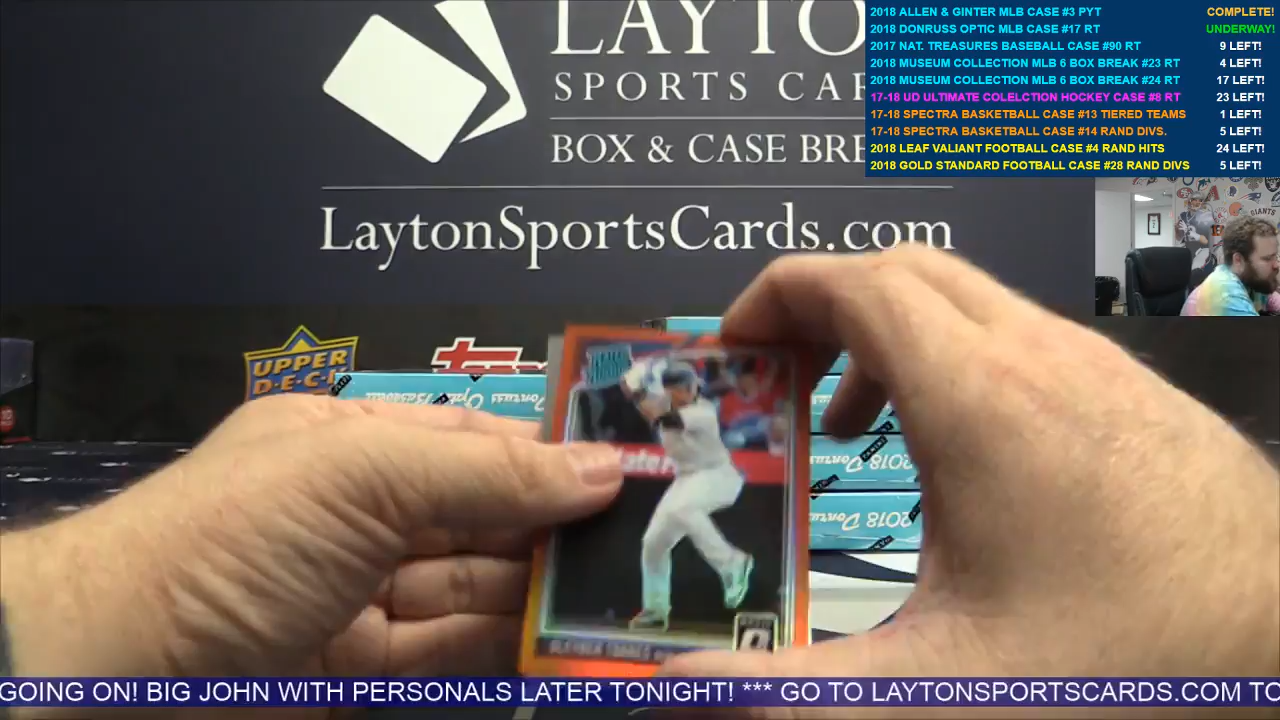 LAYTO
SPORTS CAR
BOX & CASE BRE
LaytonSportsCards.com
2018 ALLEN & GINTER MLB CASE #3 PYT COMPLETE!
2018 DONRUSS OPTIC MLB CASE #17 RT UNDERWAY!
2017 NAT. TREASURES BASEBALL CASE #90 RT 9 LEFT!
2018 MUSEUM COLLECTION MLB 6 BOX BREAK #23 RT 4 LEFT!
2018 MUSEUM COLLECTION MLB 6 BOX BREAK #24 RT 17 LEFT!
17-18 UD ULTIMATE COLELCTION HOCKEY CASE #8 RT 23 LEFT!
17-18 SPECTRA BASKETBALL CASE #13 TIERED TEAMS 1 LEFT!
17-18 SPECTRA BASKETBALL CASE #14 RAND DIVS. 5 LEFT!
2018 LEAF VALIANT FOOTBALL CASE #4 RAND HITS 24 LEFT!
2018 GOLD STANDARD FOOTBALL CASE #28 RAND DIVS 5 LEFT!
GIANTS
UPPER
D·E·C·K
2018 Donruss
2018 Donruss
GOING ON! BIG JOHN WITH PERSONALS LATER TONIGHT! *** GO TO LAYTONSPORTSCARDS.COM TO